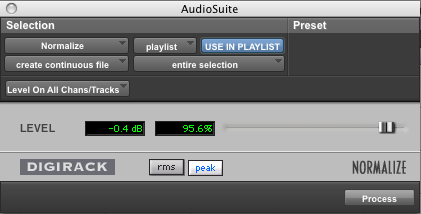 AudioSuite
Selection
Preset
Normalize
playlist
USE IN PLAYLIST
create continuous file
entire selection
Level On All Chans/Tracks
LEVEL
-0.4 dB
95.6%
DIGIRACK
rms
peak
NORMALIZE
Process